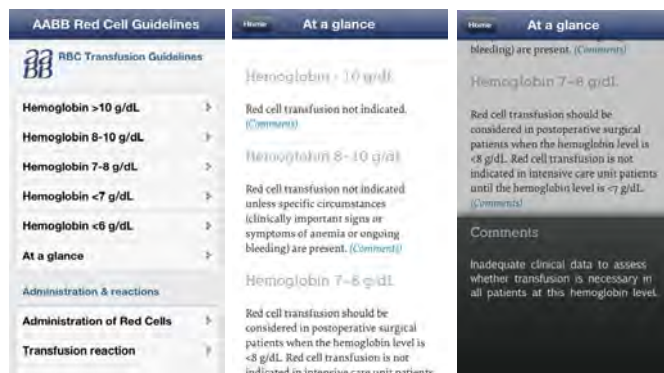 AABB Red Cell Guidelines
aa
BB
RBC Transfusion Guidelines
Hemoglobin >10 g/dL
Hemoglobin 8-10 g/dL
Hemoglobin 7-8 g/dL
Hemoglobin <7 g/dL
Hemoglobin <6 g/dL
At a glance
Administration & reactions
Administration of Red Cells
Transfusion reaction
Home
At a glance
Hemoglobin > 10 g/dL
Red cell transfusion not indicated.
(Comments)
Hemoglobin 8-10 g/dL
Red cell transfusion not indicated
unless specific circumstances
(clinically important signs or
symptoms of anemia or ongoing
bleeding) are present. (Comments)
Hemoglobin 7-8 g/dL
Red cell transfusion should be
considered in postoperative surgical
patients when the hemoglobin level is
<8 g/dL. Red cell transfusion is not
indicated in intensive care unit patients
Home
At a glance
bleeding) are present. (Comments)
Hemoglobin 7-8 g/dL
Red cell transfusion should be
considered in postoperative surgical
patients when the hemoglobin level is
<8 g/dL. Red cell transfusion is not
indicated in intensive care unit patients
until the hemoglobin level is <7 g/dL.
(Comments)
Comments
Inadequate clinical data to assess
whether transfusion is necessary in
all patients at this hemoglobin level.